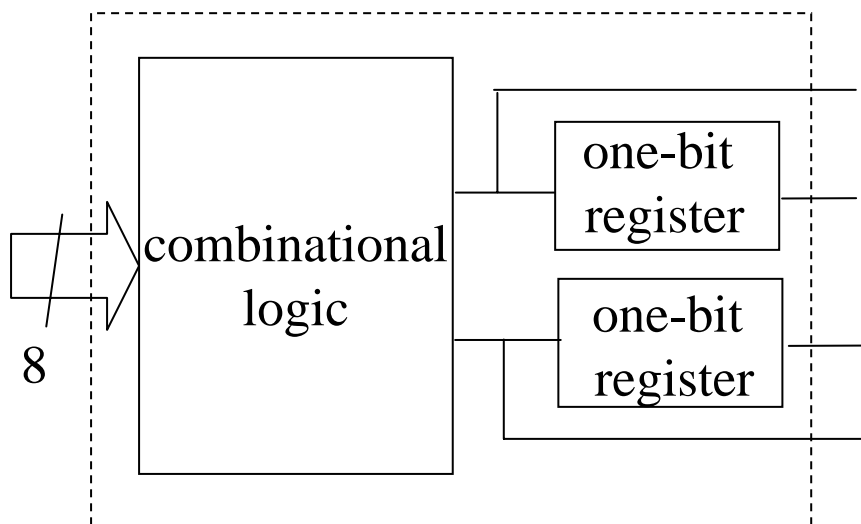 one-bit
register
combinational
logic
one-bit
register
8